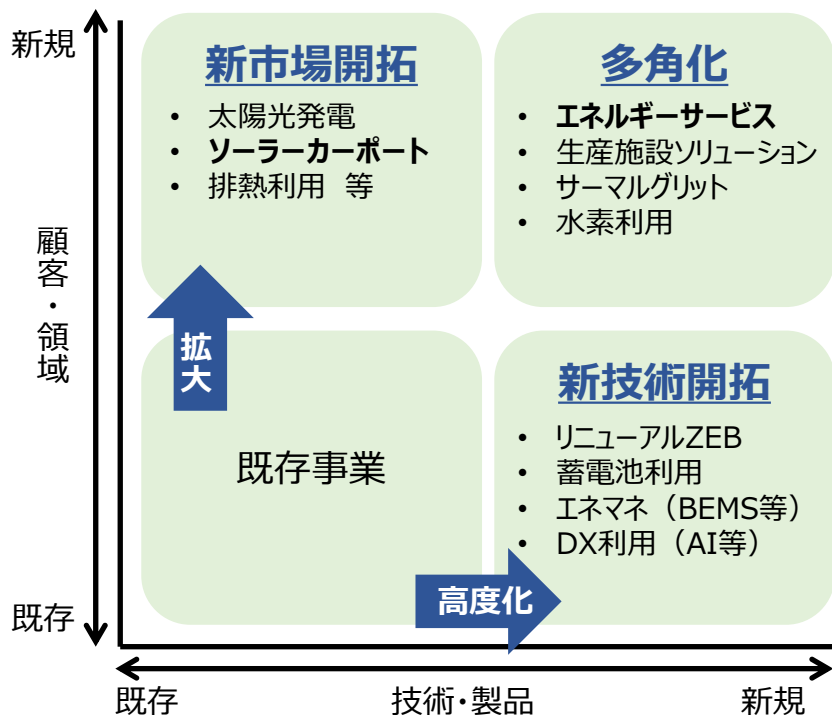 新規
新市場開拓
• 太陽光発電
• ソーラーカーポート
• 排熱利用 等
多角化
• エネルギーサービス
• 生産施設ソリューション
• サーマルグリット
• 水素利用
顧客・領域
拡大
既存事業
新技術開拓
• リニューアルZEB
• 蓄電池利用
• エネマネ（BEMS等）
• DX利用（AI等）
高度化
既存
既存
技術・製品
新規